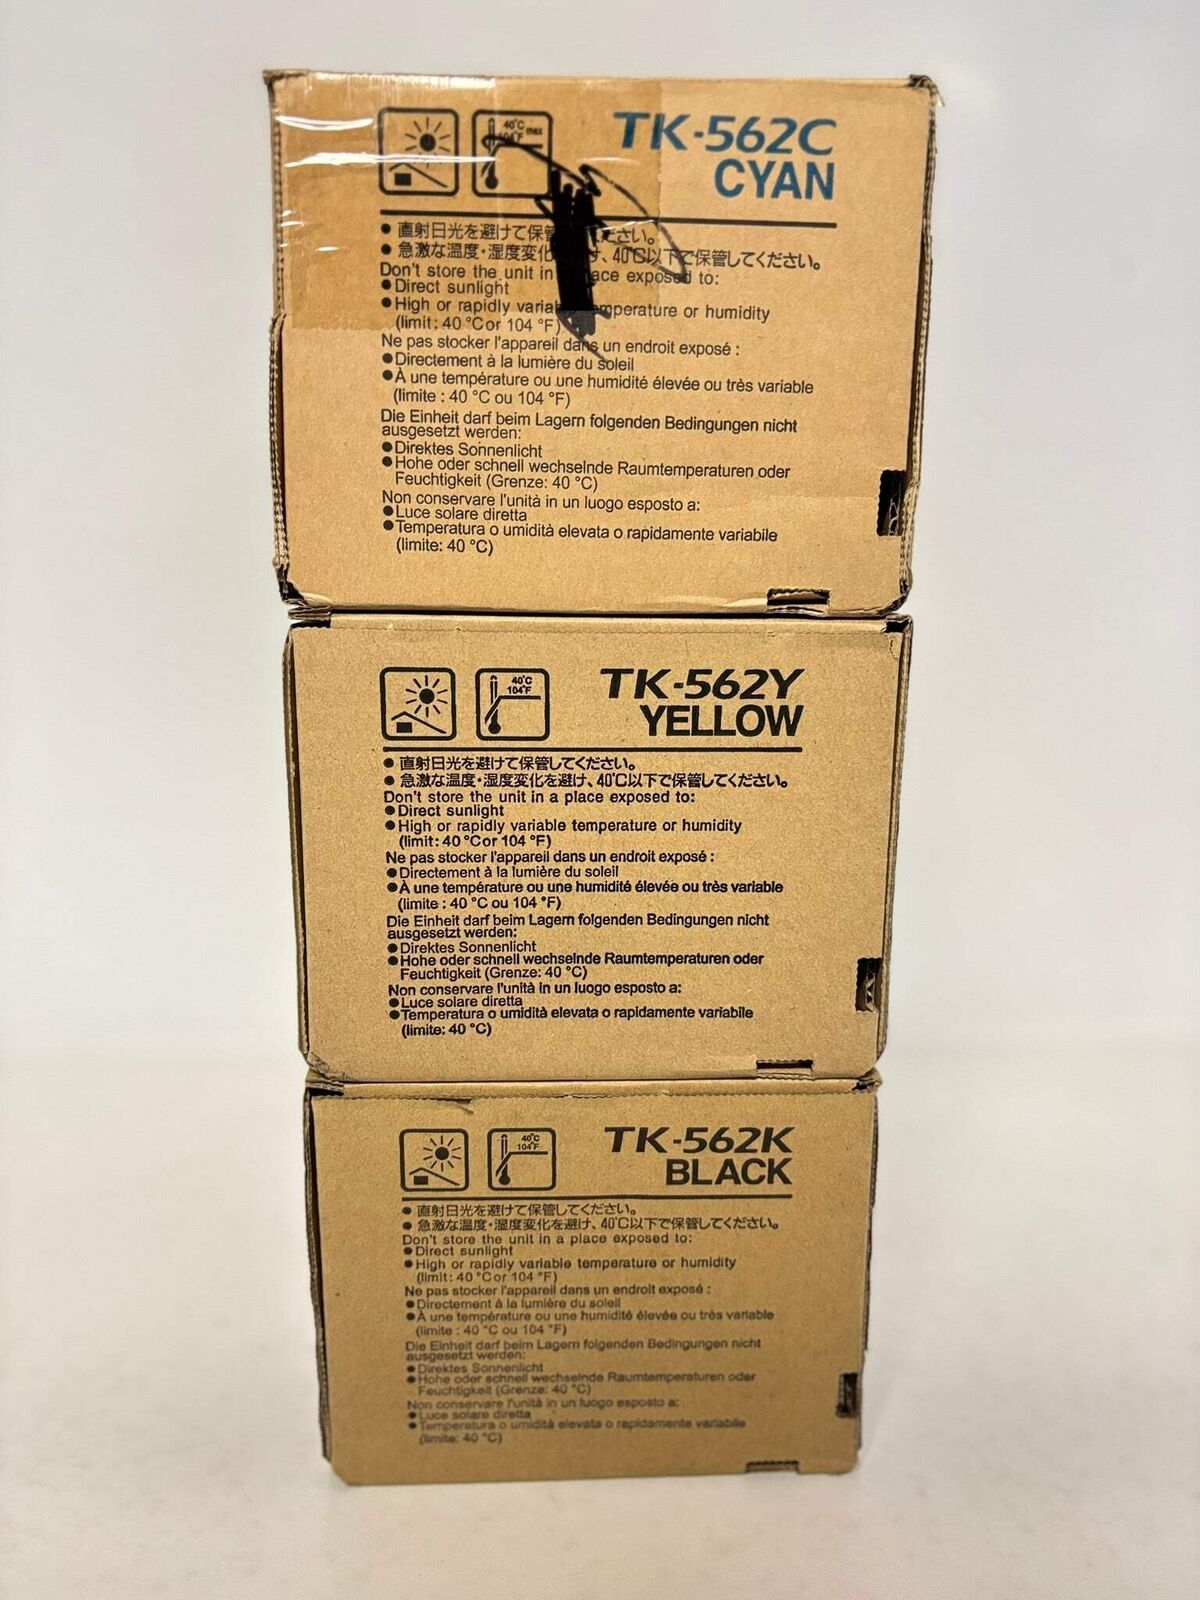 40°C max
104°F
TK-562C
CYAN
● 直射日光を避けて保管 ください。
● 急激な温度・湿度変化 け、40℃以下で保管してください。
Don't store the unit in place exposed to:
●Direct sunlight
●High or rapidly variable temperature or humidity
(limit: 40 °Cor 104 °F)
Ne pas stocker l'appareil dans un endroit exposé :
●Directement à la lumière du soleil
●À une température ou une humidité élevée ou très variable
(limite : 40 °C ou 104 °F)
Die Einheit darf beim Lagern folgenden Bedingungen nicht
ausgesetzt werden:
●Direktes Sonnenlicht
●Hohe oder schnell wechselnde Raumtemperaturen oder
Feuchtigkeit (Grenze: 40 °C)
Non conservare l'unità in un luogo esposto a:
●Luce solare diretta
●Temperatura o umidità elevata o rapidamente variabile
(limite: 40 °C)
40°C
104°F
TK-562Y
YELLOW
● 直射日光を避けて保管してください。
● 急激な温度・湿度変化を避け、40℃以下で保管してください。
Don't store the unit in a place exposed to:
●Direct sunlight
●High or rapidly variable temperature or humidity
(limit: 40 °Cor 104 °F)
Ne pas stocker l'appareil dans un endroit exposé :
●Directement à la lumière du soleil
●À une température ou une humidité élevée ou très variable
(limite : 40 °C ou 104 °F)
Die Einheit darf beim Lagern folgenden Bedingungen nicht
ausgesetzt werden:
●Direktes Sonnenlicht
●Hohe oder schnell wechselnde Raumtemperaturen oder
Feuchtigkeit (Grenze: 40 °C)
Non conservare l'unità in un luogo esposto a:
●Luce solare diretta
●Temperatura o umidità elevata o rapidamente variabile
(limite: 40 °C)
40°C
104°F
TK-562K
BLACK
● 直射日光を避けて保管してください。
● 急激な温度・湿度変化を避け、40℃以下で保管してください。
Don't store the unit in a place exposed to:
●Direct sunlight
●High or rapidly variable temperature or humidity
(limit: 40 °Cor 104 °F)
Ne pas stocker l'appareil dans un endroit exposé :
●Directement à la lumière du soleil
●À une température ou une humidité élevée ou très variable
(limite : 40 °C ou 104 °F)
Die Einheit darf beim Lagern folgenden Bedingungen nicht
ausgesetzt werden:
●Direktes Sonnenlicht
●Hohe oder schnell wechselnde Raumtemperaturen oder
Feuchtigkeit (Grenze: 40 °C)
Non conservare l'unità in un luogo esposto a:
●Luce solare diretta
●Temperatura o umidità elevata o rapidamente variabile
(limite: 40 °C)